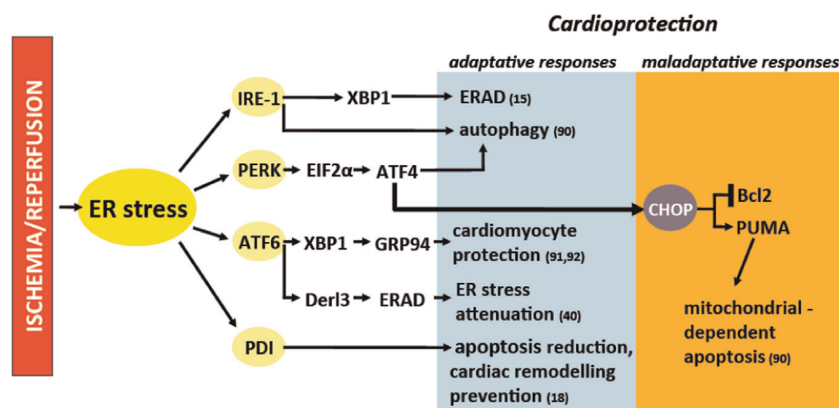 Cardioprotection
adaptative responses
maladaptative responses
ISCHEMIA/REPERFUSION
ER stress
IRE-1
XBP1
ERAD (15)
autophagy (90)
PERK
EIF2α
ATF4
CHOP
Bcl2
PUMA
mitochondrial -
dependent
apoptosis (90)
ATF6
XBP1
GRP94
cardiomyocyte
protection (91,92)
Derl3
ERAD
ER stress
attenuation (40)
PDI
apoptosis reduction,
cardiac remodelling
prevention (18)